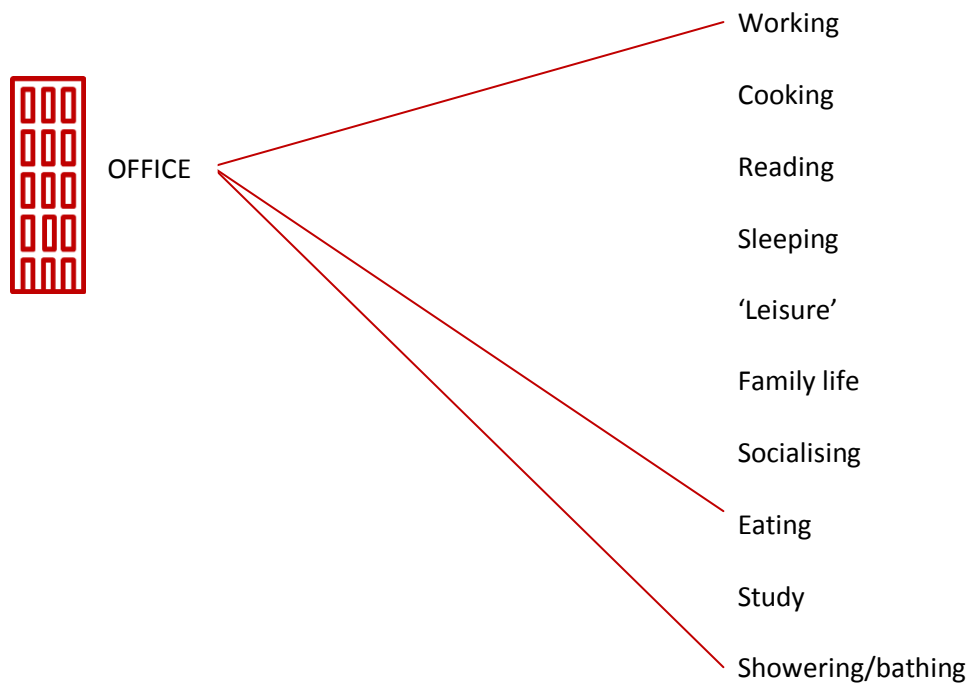 Working
Cooking
OFFICE
Reading
Sleeping
‘Leisure’
Family life
Socialising
Eating
Study
Showering/bathing